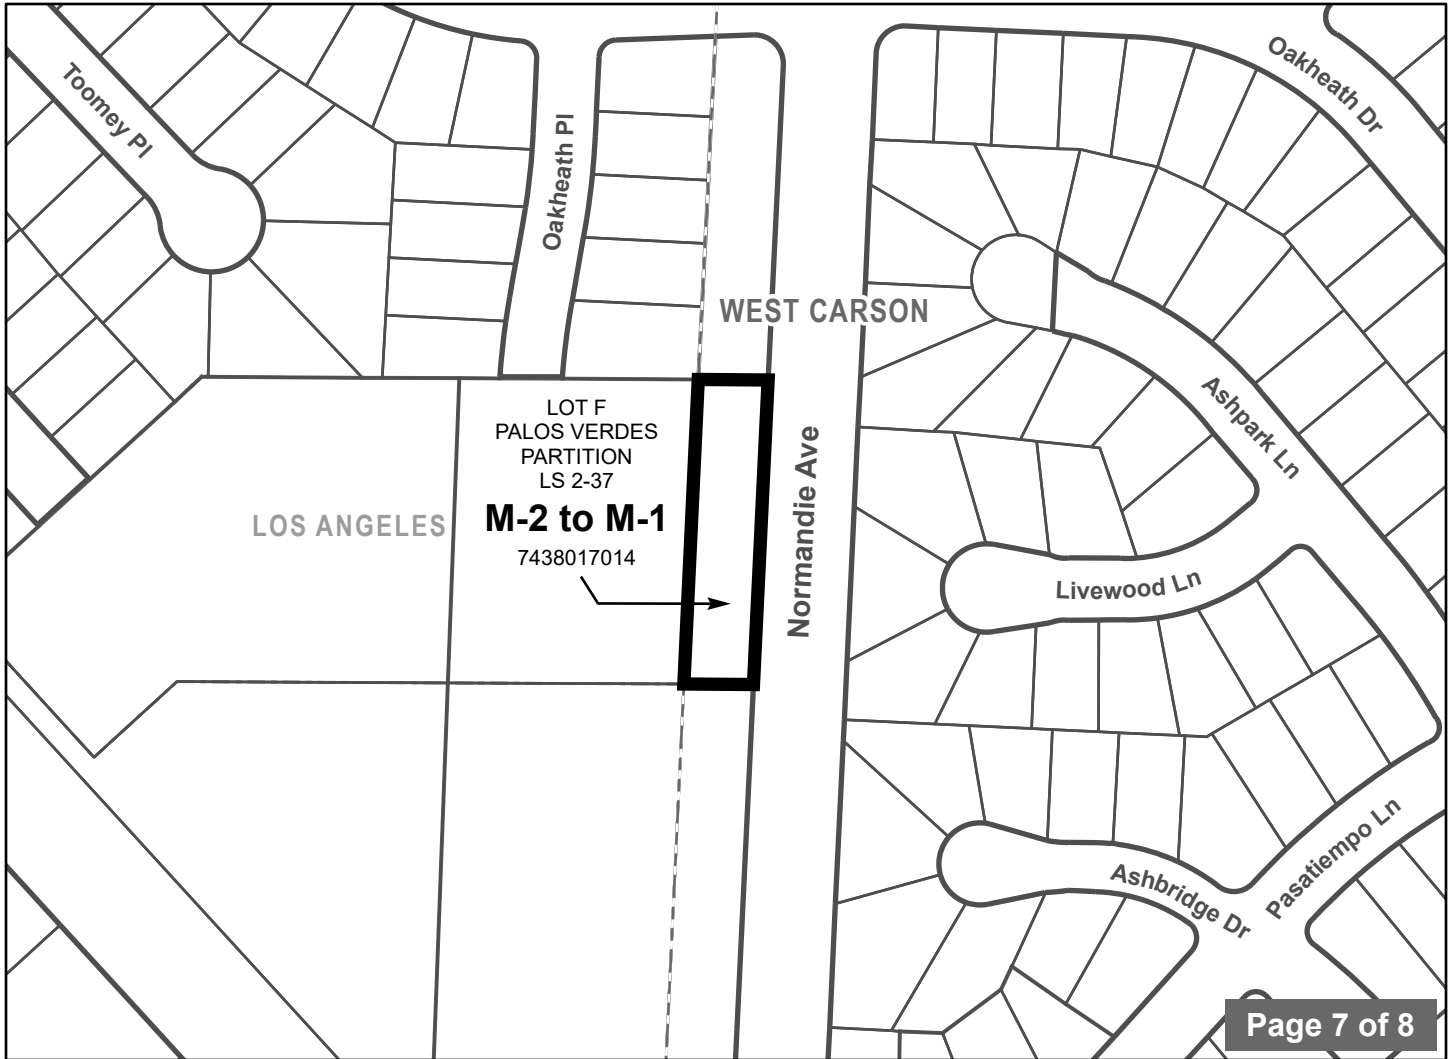 Toomey Pl
Oakheath Pl
Oakheath Dr
WEST CARSON
LOT F
PALOS VERDES
PARTITION
LS 2-37
M-2 to M-1
7438017014
LOS ANGELES
Normandie Ave
Ashpark Ln
Livewood Ln
Ashbridge Dr
Pasatiempo Ln
Page 7 of 8